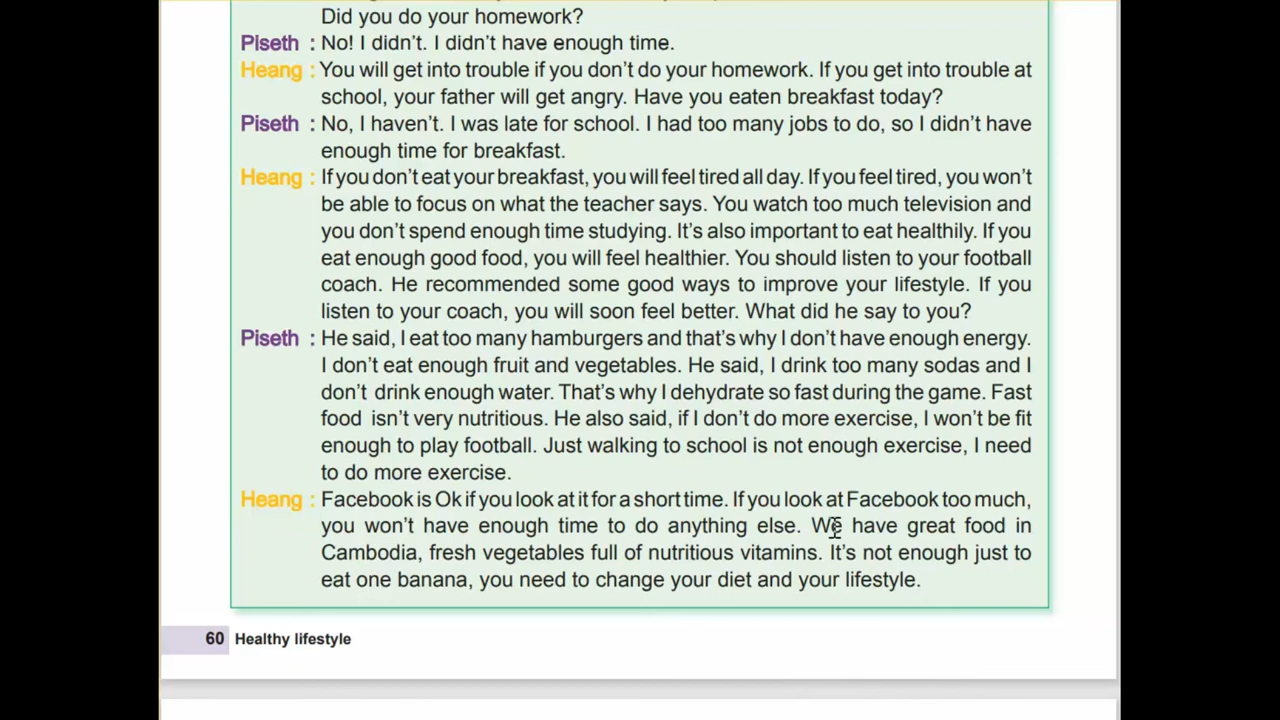 Did you do your homework?
Piseth : No! I didn't. I didn't have enough time.
Heang : You will get into trouble if you don't do your homework. If you get into trouble at
school, your father will get angry. Have you eaten breakfast today?
Piseth : No, I haven't. I was late for school. I had too many jobs to do, so I didn't have
enough time for breakfast.
Heang : If you don't eat your breakfast, you will feel tired all day. If you feel tired, you won't
be able to focus on what the teacher says. You watch too much television and
you don't spend enough time studying. It's also important to eat healthily. If you
eat enough good food, you will feel healthier. You should listen to your football
coach. He recommended some good ways to improve your lifestyle. If you
listen to your coach, you will soon feel better. What did he say to you?
Piseth : He said, I eat too many hamburgers and that's why I don't have enough energy.
I don't eat enough fruit and vegetables. He said, I drink too many sodas and I
don't drink enough water. That's why I dehydrate so fast during the game. Fast
food isn't very nutritious. He also said, if I don't do more exercise, I won't be fit
enough to play football. Just walking to school is not enough exercise, I need
to do more exercise.
Heang : Facebook is Ok if you look at it for a short time. If you look at Facebook too much,
you won't have enough time to do anything else. We have great food in
Cambodia, fresh vegetables full of nutritious vitamins. It's not enough just to
eat one banana, you need to change your diet and your lifestyle.
60 Healthy lifestyle